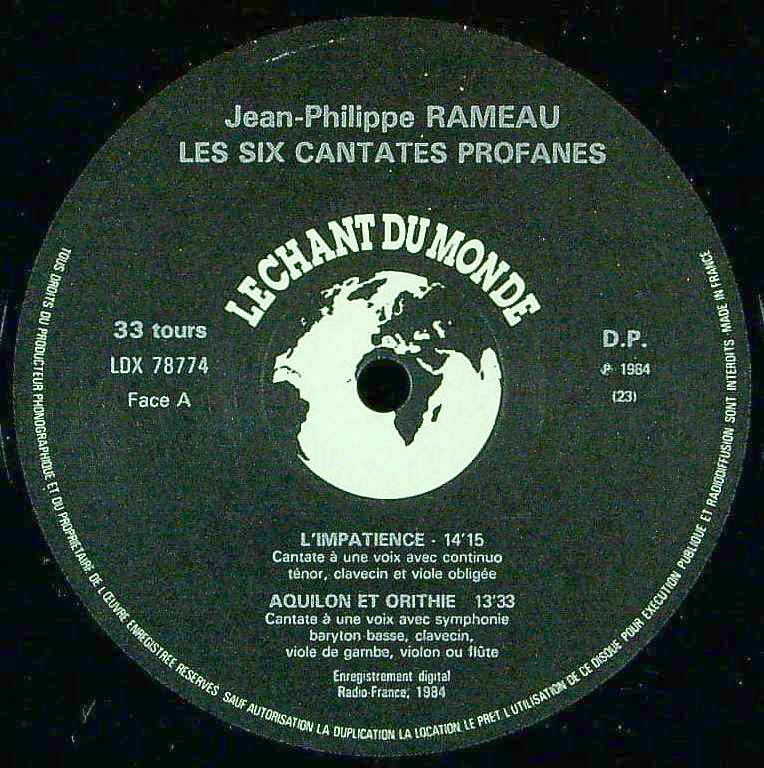 Jean-Philippe RAMEAU
LES SIX CANTATES PROFANES
LE CHANT DU MONDE
33 tours
LDX 78774
Face A
D.P.
℗ 1984
(23)
L'IMPATIENCE - 14'15
Cantate à une voix avec continuo
ténor, clavecin et viole obligée
AQUILON ET ORITHIE 13'33
Cantate à une voix avec symphonie
baryton-basse, clavecin,
viole de gambe, violon ou flûte
Enregistrement digital
Radio-France, 1984
TOUS DROITS DU PRODUCTEUR PHONOGRAPHIQUE ET DU PROPRIETAIRE DE L'ŒUVRE ENREGISTREE RESERVES SAUF AUTORISATION LA DUPLICATION LA LOCATION LE PRET L'UTILISATION DE CE DISQUE POUR EXECUTION PUBLIQUE ET RADIODIFFUSION SONT INTERDITS MADE IN FRANCE